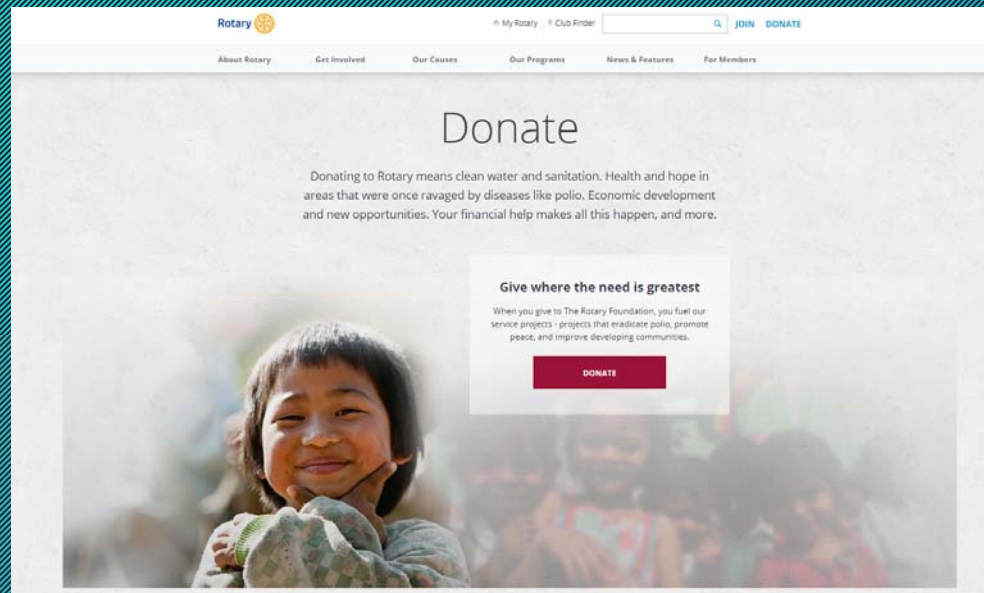 Rotary
My Rotary Club Finder JOIN DONATE
About Rotary Get Involved Our Causes Our Programs News & Features For Members
Donate
Donating to Rotary means clean water and sanitation. Health and hope in
areas that were once ravaged by diseases like polio. Economic development
and new opportunities. Your financial help makes all this happen, and more.
Give where the need is greatest
When you give to The Rotary Foundation, you fuel our
service projects - projects that eradicate polio, promote
peace, and improve developing communities.
DONATE